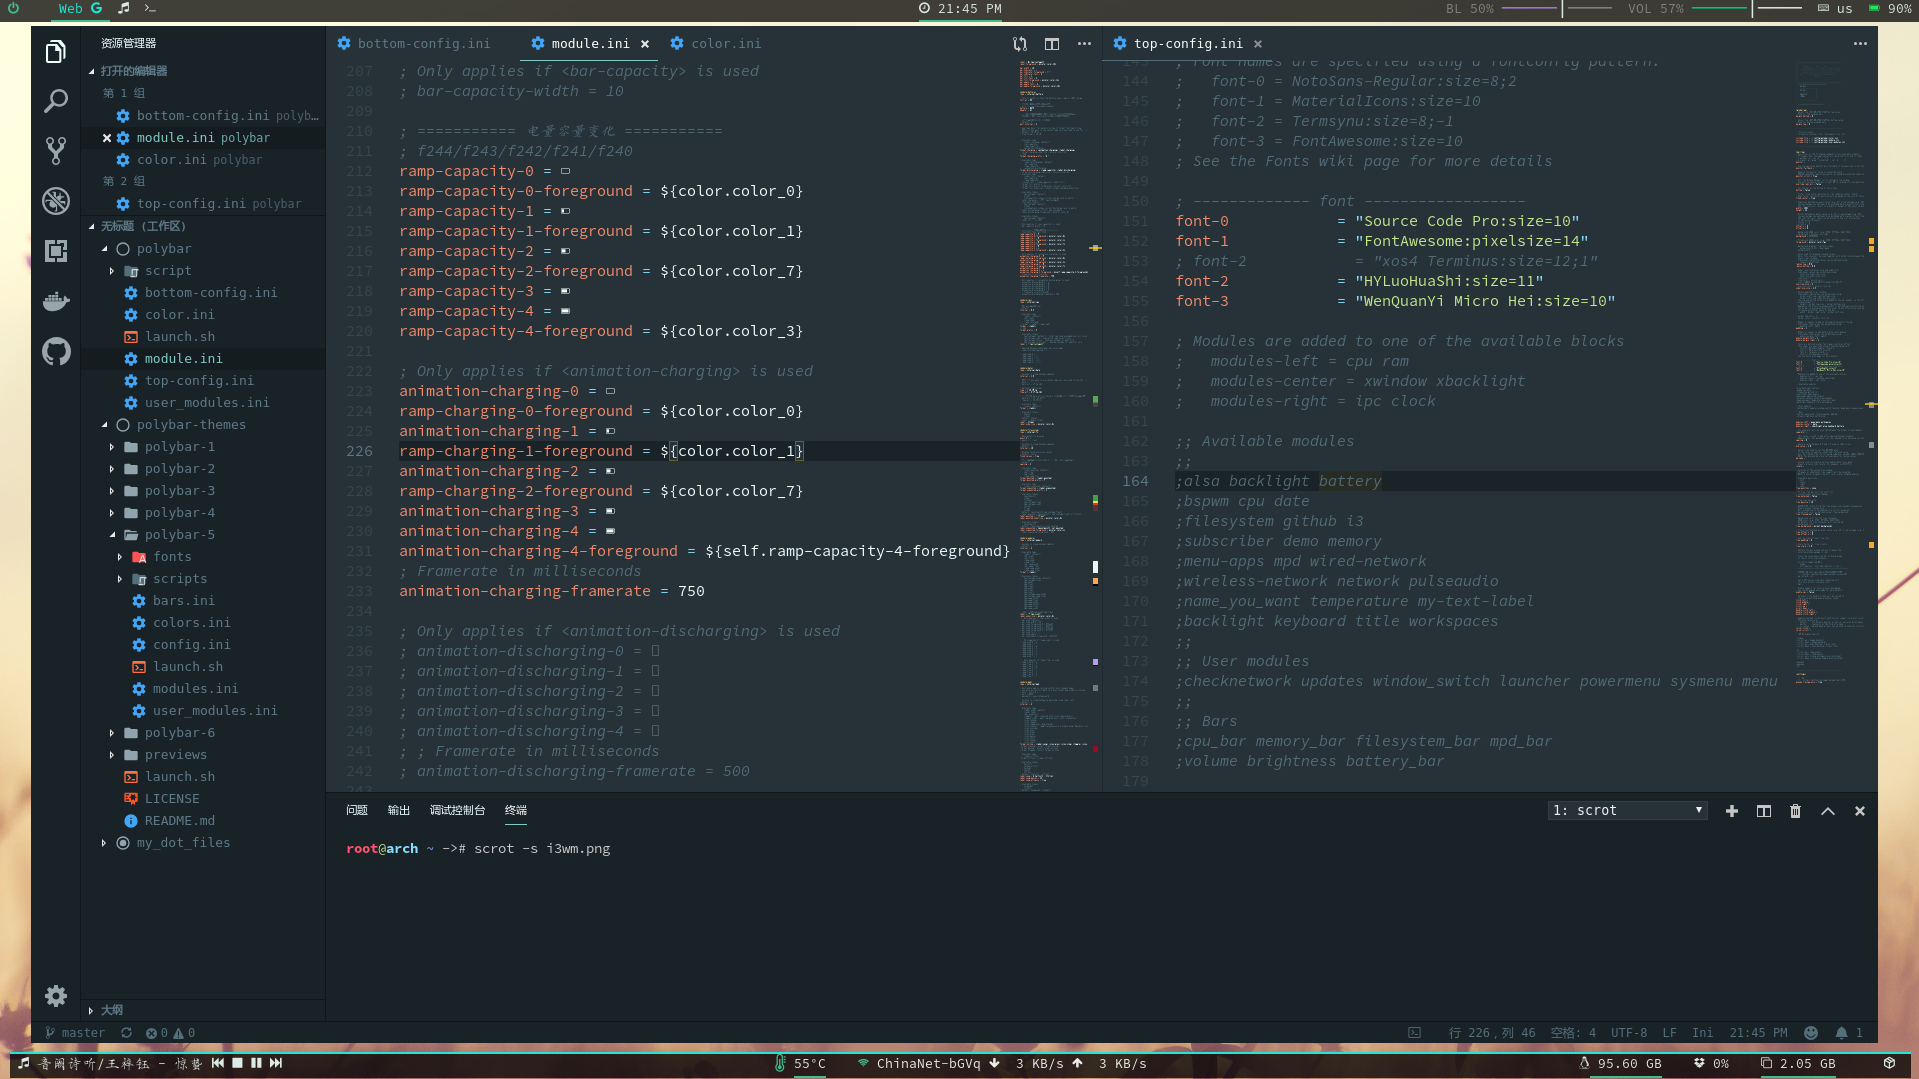 Web
21:45 PM
BL 50%
VOL 57%
us
90%
资源管理器
打开的编辑器
第 1 组
bottom-config.ini polyb...
module.ini polybar
color.ini polybar
第 2 组
top-config.ini polybar
无标题 (工作区)
polybar
script
bottom-config.ini
color.ini
launch.sh
module.ini
top-config.ini
user_modules.ini
polybar-themes
polybar-1
polybar-2
polybar-3
polybar-4
polybar-5
fonts
scripts
bars.ini
colors.ini
config.ini
launch.sh
modules.ini
user_modules.ini
polybar-6
previews
launch.sh
LICENSE
README.md
my_dot_files
大纲
bottom-config.ini
module.ini
color.ini
207 ; Only applies if <bar-capacity> is used
208 ; bar-capacity-width = 10
209
210 ; =========== 电量容量变化 ===========
211 ; f244/f243/f242/f241/f240
212 ramp-capacity-0 =
213 ramp-capacity-0-foreground = ${color.color_0}
214 ramp-capacity-1 =
215 ramp-capacity-1-foreground = ${color.color_1}
216 ramp-capacity-2 =
217 ramp-capacity-2-foreground = ${color.color_7}
218 ramp-capacity-3 =
219 ramp-capacity-4 =
220 ramp-capacity-4-foreground = ${color.color_3}
221
222 ; Only applies if <animation-charging> is used
223 animation-charging-0 =
224 ramp-charging-0-foreground = ${color.color_0}
225 animation-charging-1 =
226 ramp-charging-1-foreground = ${color.color_1}
227 animation-charging-2 =
228 ramp-charging-2-foreground = ${color.color_7}
229 animation-charging-3 =
230 animation-charging-4 =
231 animation-charging-4-foreground = ${self.ramp-capacity-4-foreground}
232 ; Framerate in milliseconds
233 animation-charging-framerate = 750
234
235 ; Only applies if <animation-discharging> is used
236 ; animation-discharging-0 =
237 ; animation-discharging-1 =
238 ; animation-discharging-2 =
239 ; animation-discharging-3 =
240 ; animation-discharging-4 =
241 ; ; Framerate in milliseconds
242 ; animation-discharging-framerate = 500
243
top-config.ini
143 ; Font names are specified using a fontconfig pattern.
144 ;   font-0 = NotoSans-Regular:size=8;2
145 ;   font-1 = MaterialIcons:size=10
146 ;   font-2 = Termsynu:size=8;-1
147 ;   font-3 = FontAwesome:size=10
148 ; See the Fonts wiki page for more details
149
150 ; ------------- font ------------------
151 font-0 = "Source Code Pro:size=10"
152 font-1 = "FontAwesome:pixelsize=14"
153 ; font-2 = "xos4 Terminus:size=12;1"
154 font-2 = "HYLuoHuaShi:size=11"
155 font-3 = "WenQuanYi Micro Hei:size=10"
156
157 ; Modules are added to one of the available blocks
158 ;   modules-left = cpu ram
159 ;   modules-center = xwindow xbacklight
160 ;   modules-right = ipc clock
161
162 ;; Available modules
163 ;;
164 ;alsa backlight battery
165 ;bspwm cpu date
166 ;filesystem github i3
167 ;subscriber demo memory
168 ;menu-apps mpd wired-network
169 ;wireless-network network pulseaudio
170 ;name_you_want temperature my-text-label
171 ;backlight keyboard title workspaces
172 ;;
173 ;; User modules
174 ;checknetwork updates window_switch launcher powermenu sysmenu menu
175 ;;
176 ;; Bars
177 ;cpu_bar memory_bar filesystem_bar mpd_bar
178 ;volume brightness battery_bar
179
问题 输出 调试控制台 终端
1: scrot
root@arch ~ ->## scrot -s i3wm.png
master 0 0
行 226，列 46 空格: 4 UTF-8 LF Ini 21:45 PM 1
音阙诗听/王梓钰 - 惊蛰
55°C
ChinaNet-bGVq 3 KB/s 3 KB/s
95.60 GB
0%
2.05 GB